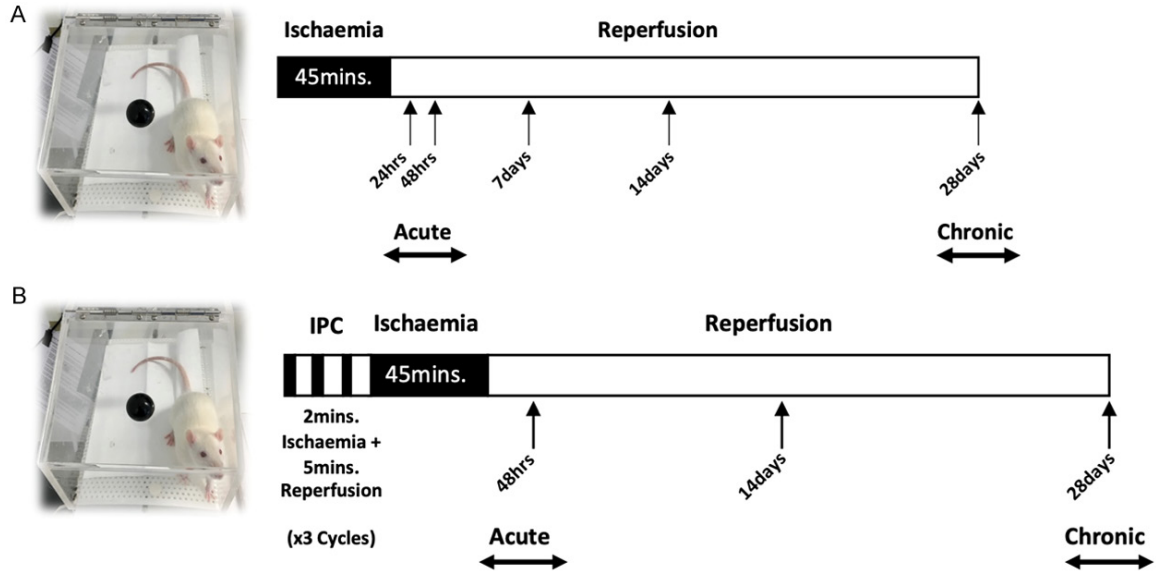 A
Ischaemia Reperfusion
45mins.
24hrs 48hrs 7days 14days 28days
Acute Chronic
B
IPC Ischaemia Reperfusion
45mins.
2mins.
Ischaemia +
5mins.
Reperfusion
48hrs 14days 28days
(x3 Cycles) Acute Chronic